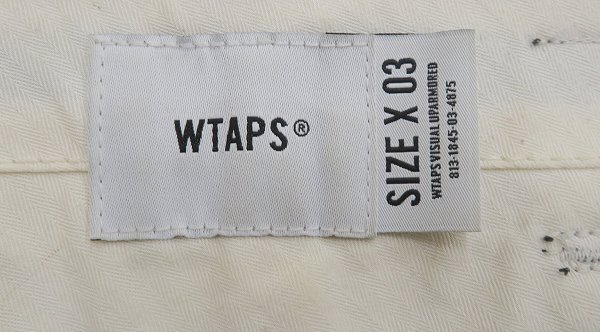 WTAPS®
SIZE X 03
WTAPS VISUAL UPARMORED
813-1845-03-4875